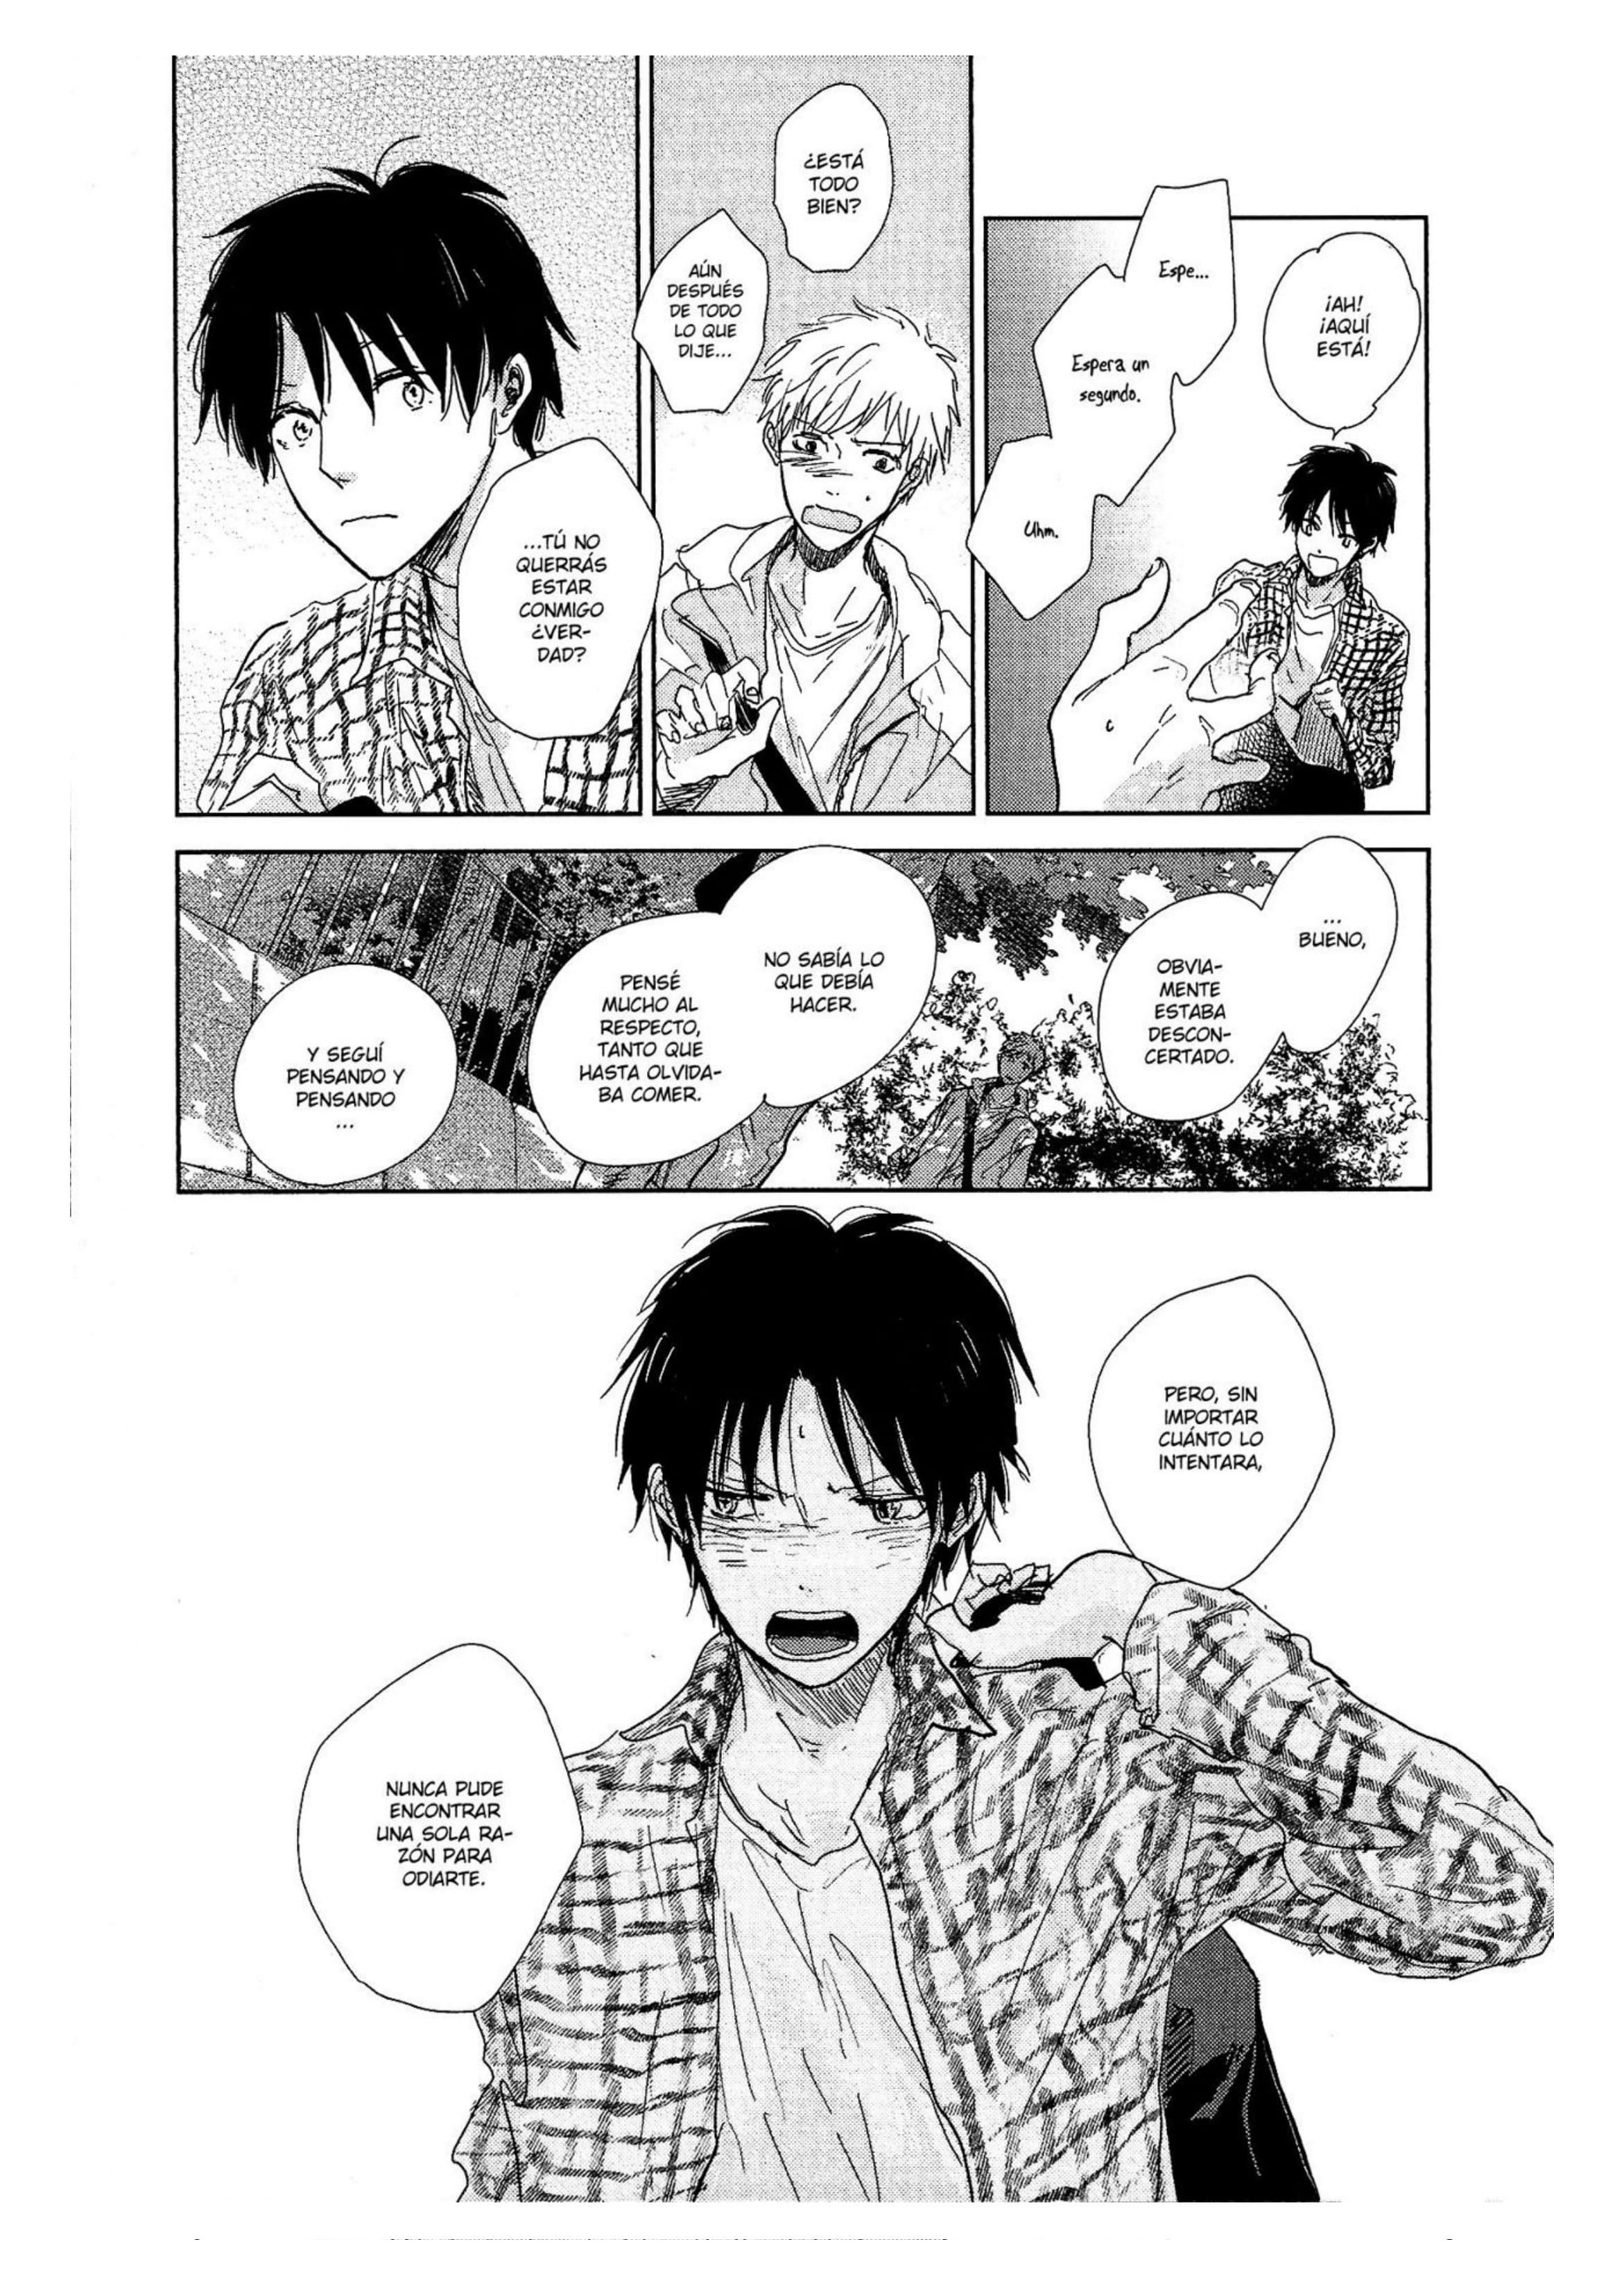 ¡AH!
¡AQUÍ
ESTÁ!
Espe...
Espera un
segundo.
Uhm.
¿ESTÁ
TODO
BIEN?
AÚN
DESPUÉS
DE TODO
LO QUE
DIJE...
...TÚ NO
QUERRÁS
ESTAR
CONMIGO
¿VER-
DAD?
...
BUENO,
OBVIA-
MENTE
ESTABA
DESCON-
CERTADO.
NO SABÍA LO
QUE DEBÍA
HACER.
PENSÉ
MUCHO AL
RESPECTO,
TANTO QUE
HASTA OLVIDA-
BA COMER.
Y SEGUÍ
PENSANDO Y
PENSANDO
...
PERO, SIN
IMPORTAR
CUÁNTO LO
INTENTARA,
NUNCA PUDE
ENCONTRAR
UNA SOLA RA-
ZÓN PARA
ODIARTE.